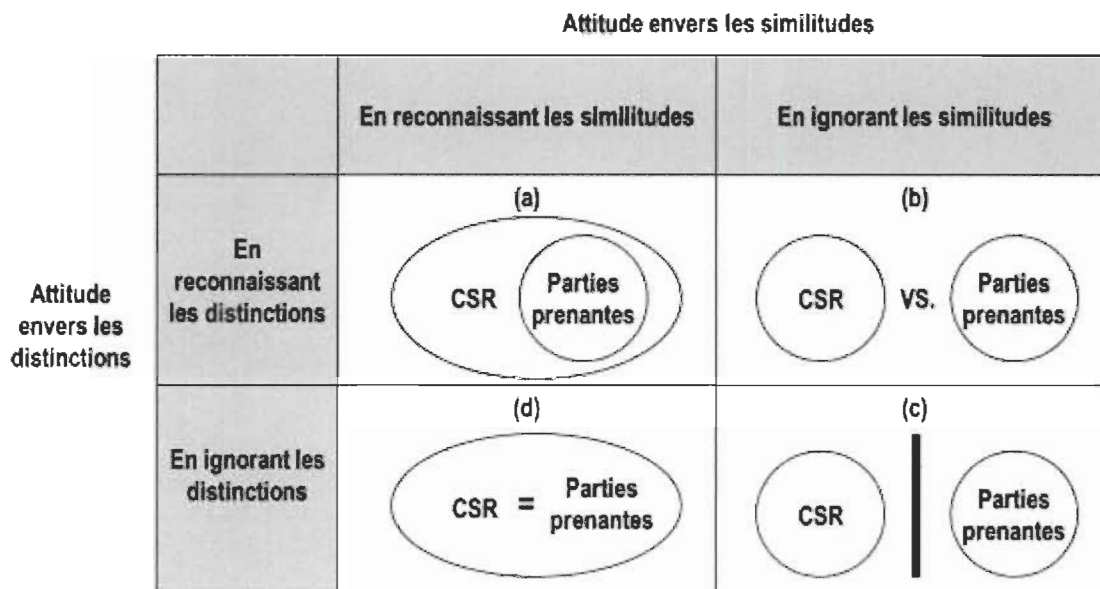 Attitude envers les similitudes
En reconnaissant les similitudes
En ignorant les similitudes
Attitude
envers les
distinctions
En
reconnaissant
les distinctions
(a)
CSR
Parties
prenantes
(b)
CSR
VS.
Parties
prenantes
En ignorant les
distinctions
(d)
CSR = Parties
prenantes
(c)
CSR
Parties
prenantes